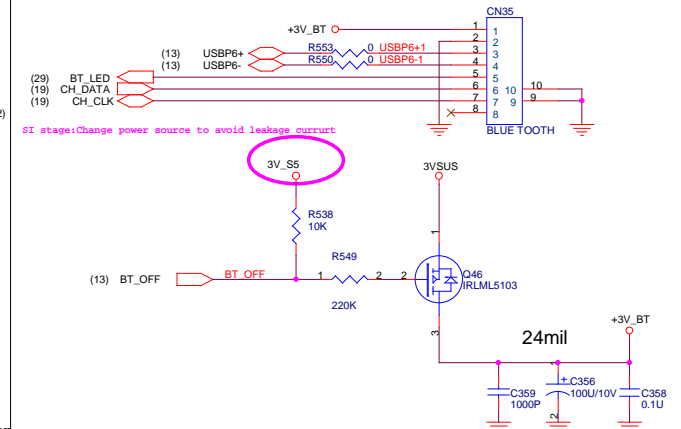 CN35
+3V_BT 1 1
2 2
(13) USBP6+ R553 0 USBP6+1 3 3
(13) USBP6- R550 0 USBP6-1 4 4
(29) BT_LED 5 5
(19) CH_DATA 6 6 10 10
(19) CH_CLK 7 7 9 9
8 8
BLUE TOOTH
SI stage:Change power source to avoid leakage currurt
3V_S5
3VSUS
R538
10K
1
R549
(13) BT_OFF BT_OFF 1 2 2
Q46
IRLML5103
220K
3
24mil
+3V_BT
C359
1000P
+ C356
100U/10V
2
C358
0.1U